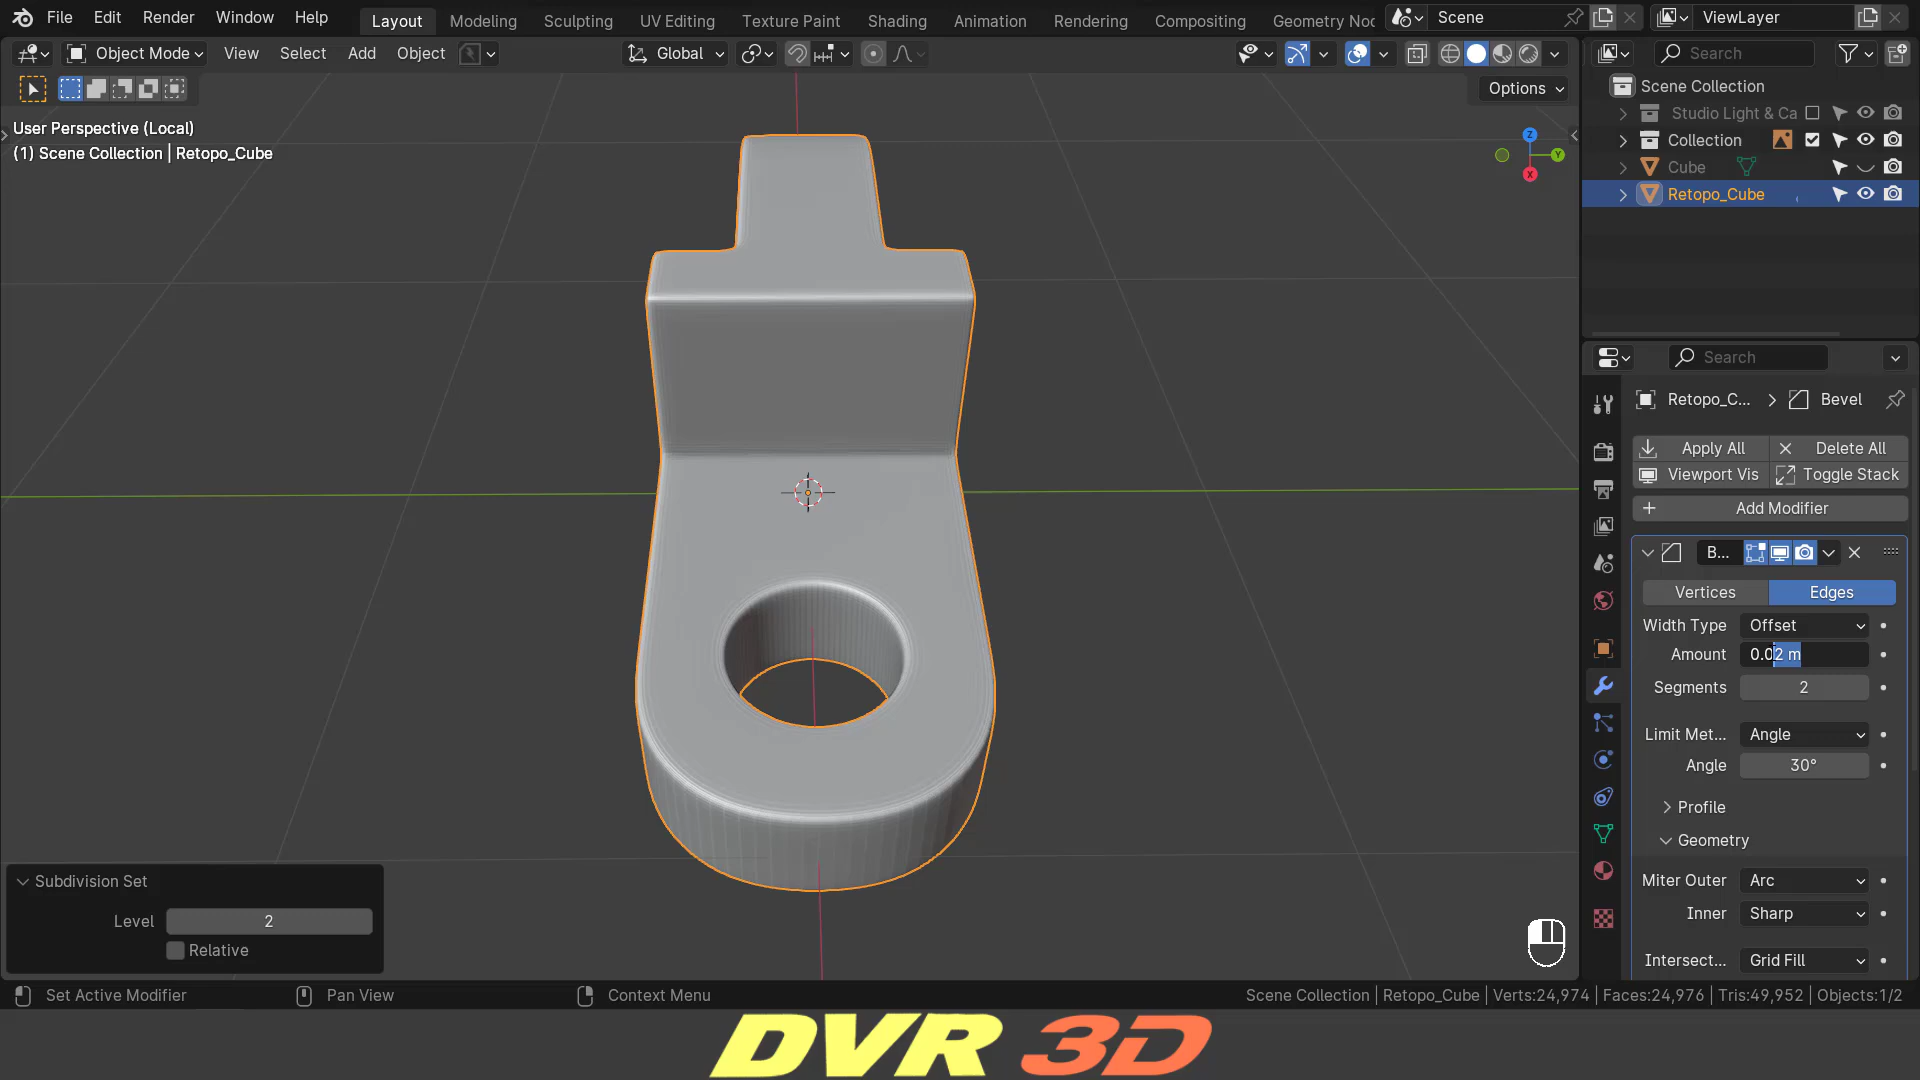 File Edit Render Window Help Layout Modeling Sculpting UV Editing Texture Paint Shading Animation Rendering Compositing Geometry Noc Scene ViewLayer
Object Mode View Select Add Object Global Search
Options
Scene Collection
Studio Light & Ca
Collection
Cube
Retopo_Cube
User Perspective (Local)
(1) Scene Collection | Retopo_Cube
Z
Y
X
Search
Retopo_C... Bevel
Apply All Delete All
Viewport Vis Toggle Stack
Add Modifier
B...
Vertices Edges
Width Type Offset
Amount 0.02 m
Segments 2
Limit Met... Angle
Angle 30°
Profile
Geometry
Miter Outer Arc
Inner Sharp
Intersect... Grid Fill
Subdivision Set
Level 2
Relative
Set Active Modifier Pan View Context Menu Scene Collection | Retopo_Cube | Verts:24,974 | Faces:24,976 | Tris:49,952 | Objects:1/2
DVR 3D